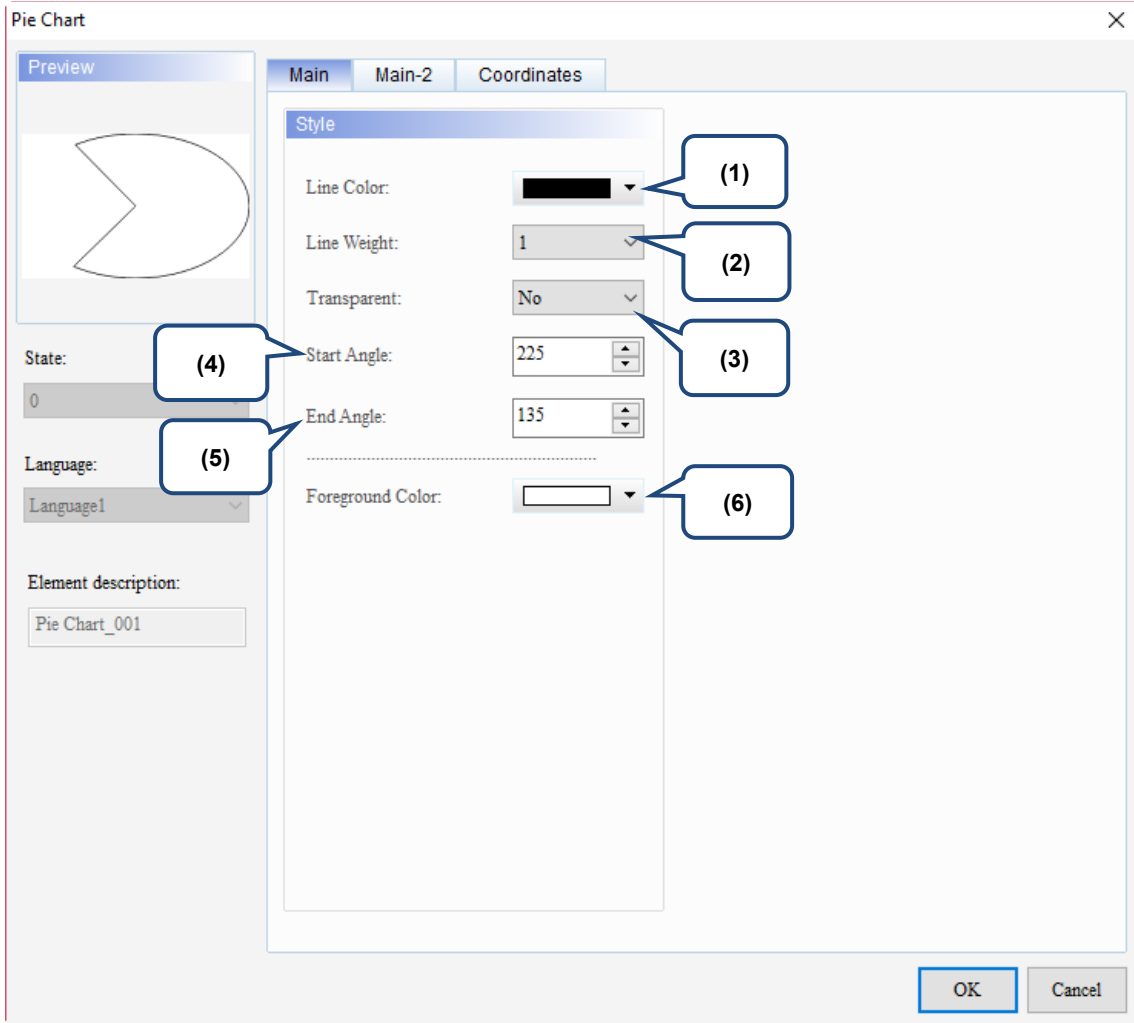 Pie Chart
Preview
Main
Main-2
Coordinates
Style
Line Color:
(1)
Line Weight:
1
(2)
Transparent:
No
(3)
(4)
Start Angle:
225
State:
0
(5)
End Angle:
135
Language:
Language1
Foreground Color:
(6)
Element description:
Pie Chart_001
OK
Cancel